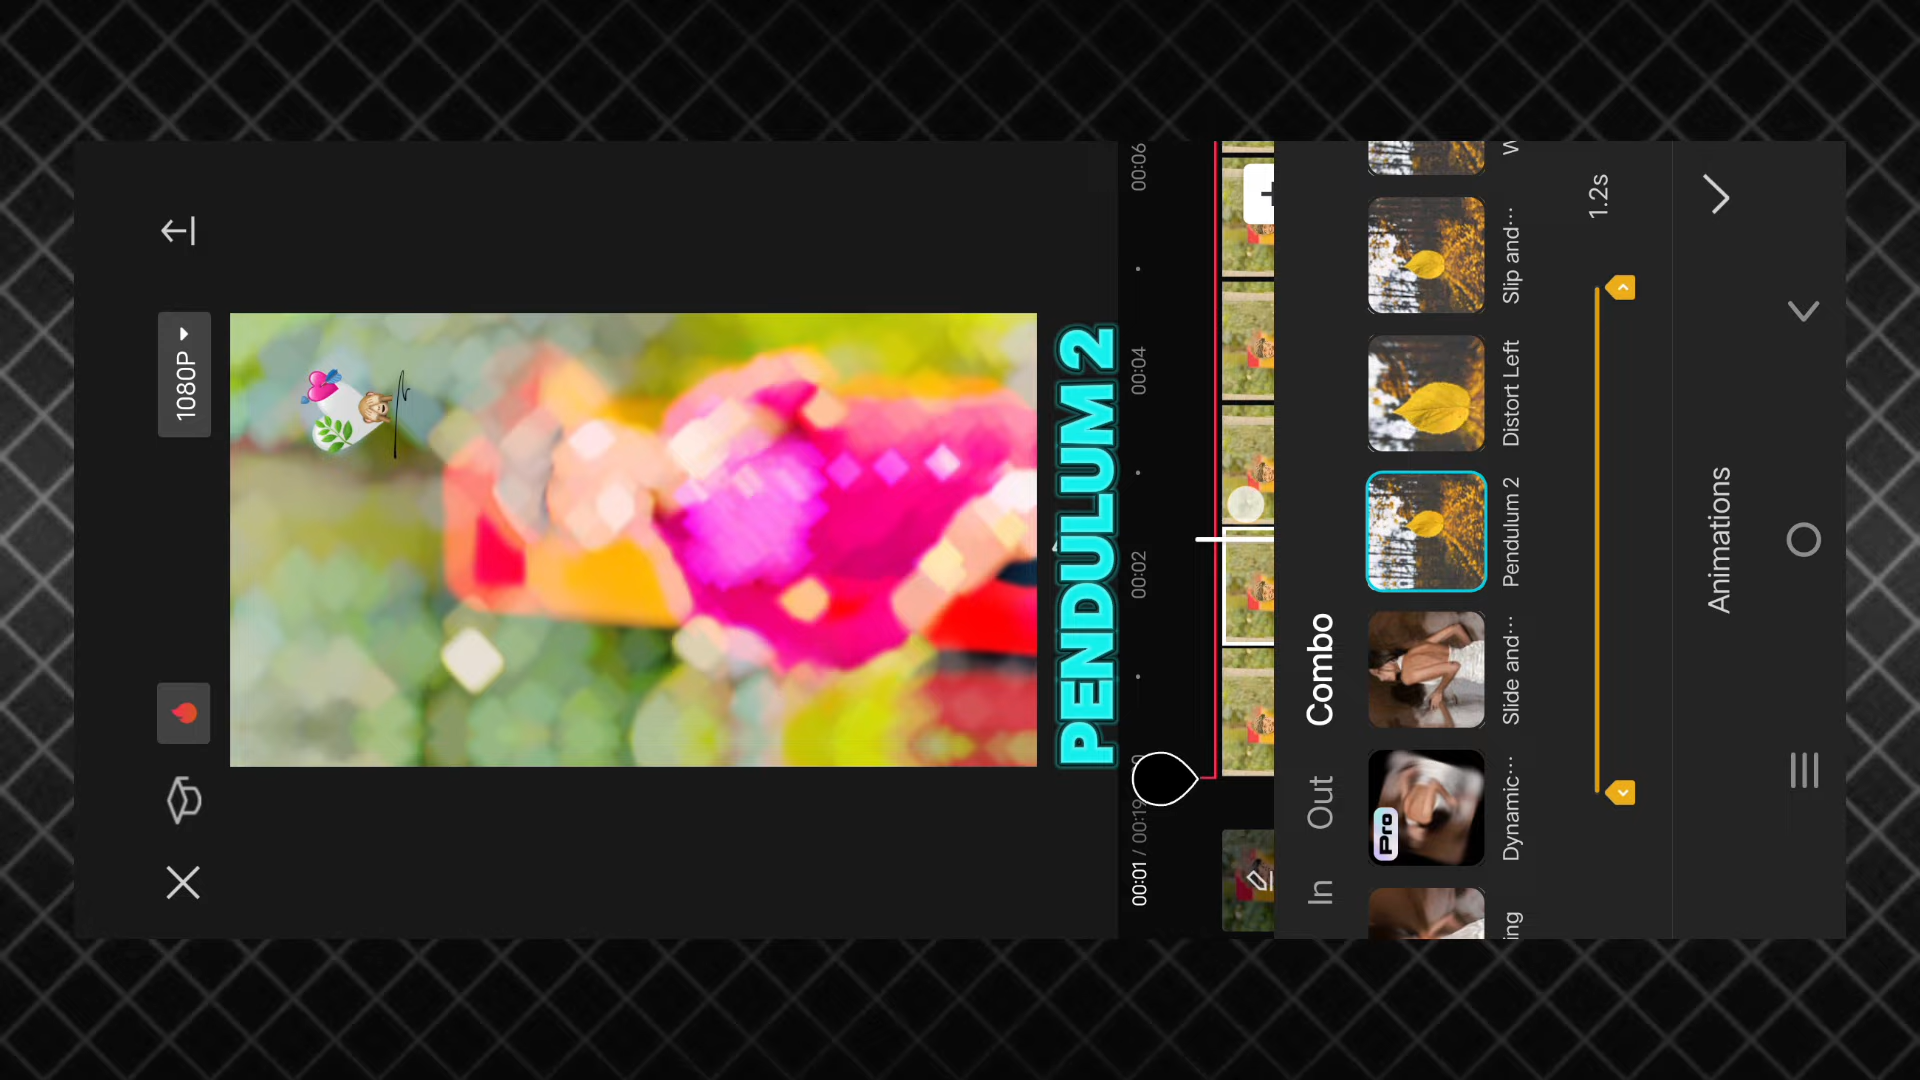 1080P
PENDULUM 2
00:01 / 00:19
00:02
00:04
00:06
In
Out
Combo
ing
Pro
Dynamic···
Slide and···
Pendulum 2
Distort Left
Slip and···
W
1.2s
Animations